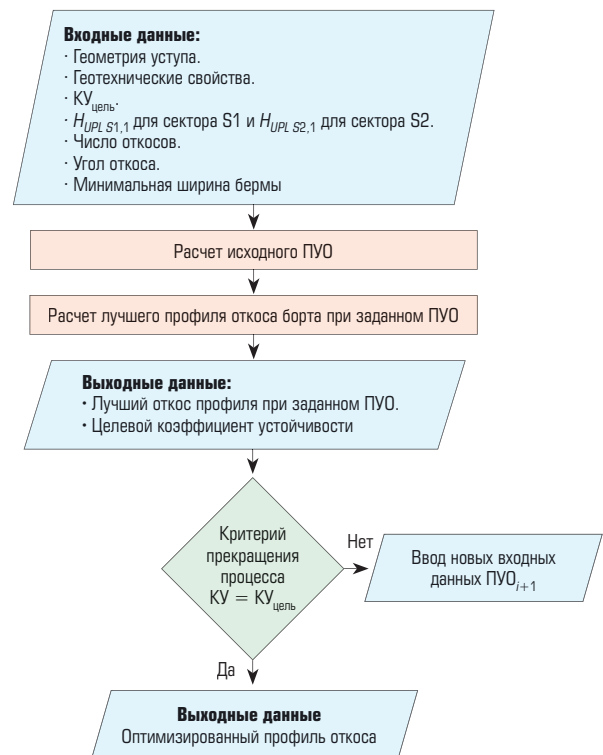 Входные данные:
· Геометрия уступа.
· Геотехнические свойства.
· КУцель.
· HUPL S1,1 для сектора S1 и HUPL S2,1 для сектора S2.
· Число откосов.
· Угол откоса.
· Минимальная ширина бермы
Расчет исходного ПУО
Расчет лучшего профиля откоса борта при заданном ПУО
Выходные данные:
• Лучший откос профиля при заданном ПУО.
• Целевой коэффициент устойчивости
Критерий
прекращения
процесса
КУ = КУцель
Нет
Ввод новых входных
данных ПУОi+1
Да
Выходные данные
Оптимизированный профиль откоса